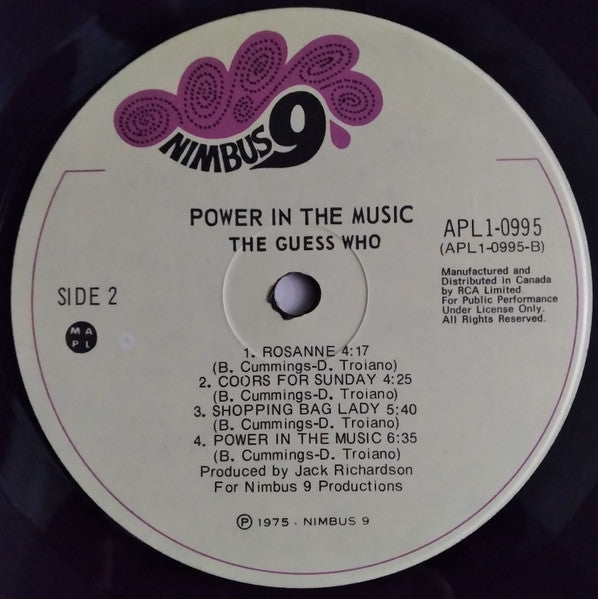 NIMBUS 9
POWER IN THE MUSIC
THE GUESS WHO
APL1-0995
(APL1-0995-B)
Manufactured and
Distributed in Canada
by RCA Limited.
For Public Performance
Under License Only.
All Rights Reserved.
SIDE 2
M A
P L
1. ROSANNE 4:17
(B. Cummings-D. Troiano)
2. COORS FOR SUNDAY 4:25
(B. Cummings-D. Troiano)
3. SHOPPING BAG LADY 5:40
(B. Cummings-D. Troiano)
4. POWER IN THE MUSIC 6:35
(B. Cummings-D. Troiano)
Produced by Jack Richardson
For Nimbus 9 Productions
℗ 1975 - NIMBUS 9